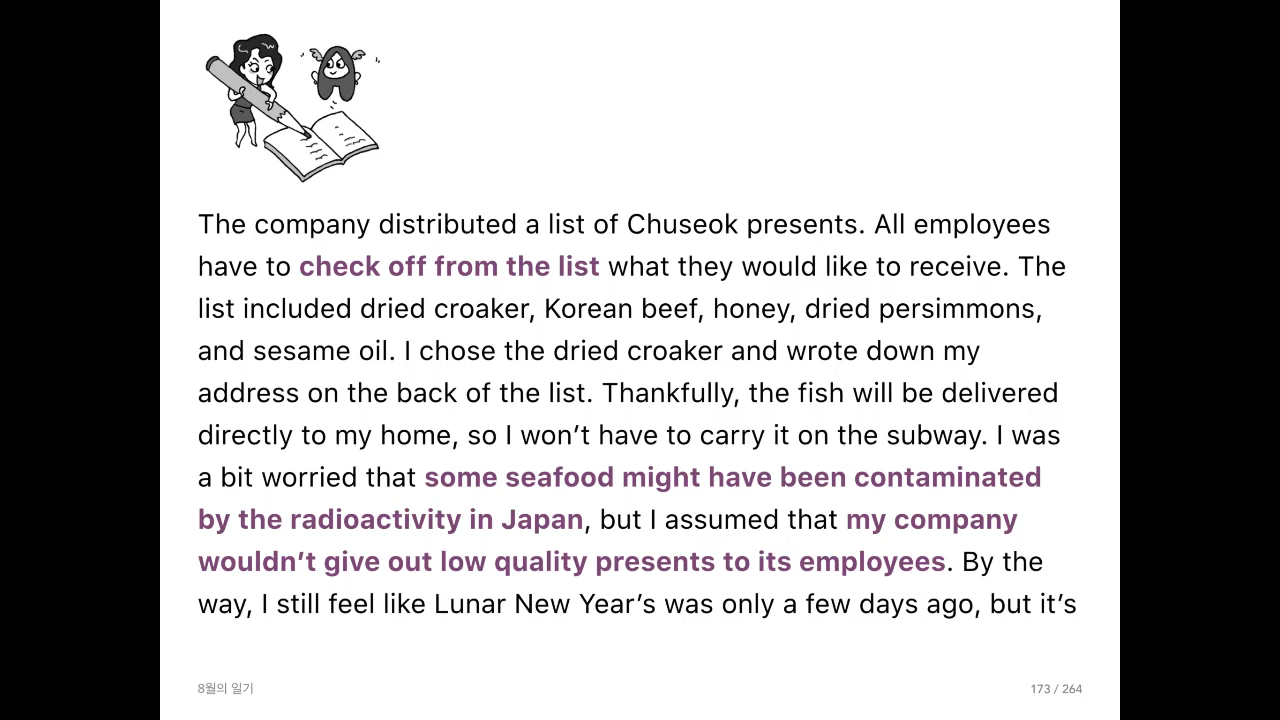 The company distributed a list of Chuseok presents. All employees
have to check off from the list what they would like to receive. The
list included dried croaker, Korean beef, honey, dried persimmons,
and sesame oil. I chose the dried croaker and wrote down my
address on the back of the list. Thankfully, the fish will be delivered
directly to my home, so I won’t have to carry it on the subway. I was
a bit worried that some seafood might have been contaminated
by the radioactivity in Japan, but I assumed that my company
wouldn’t give out low quality presents to its employees. By the
way, I still feel like Lunar New Year’s was only a few days ago, but it’s
8월의 일기
173 / 264